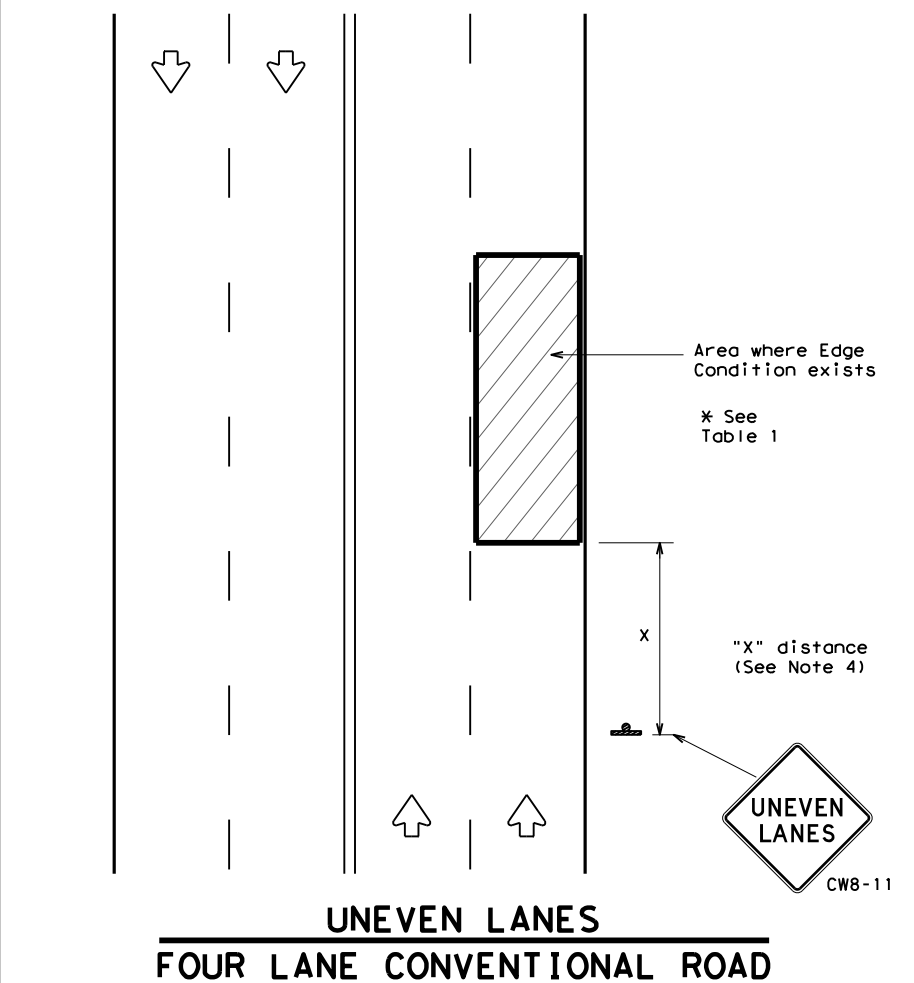 Area where Edge
Condition exists
* See
Table 1
X
"X" distance
(See Note 4)
UNEVEN
LANES
CW8-11
UNEVEN LANES
FOUR LANE CONVENTIONAL ROAD